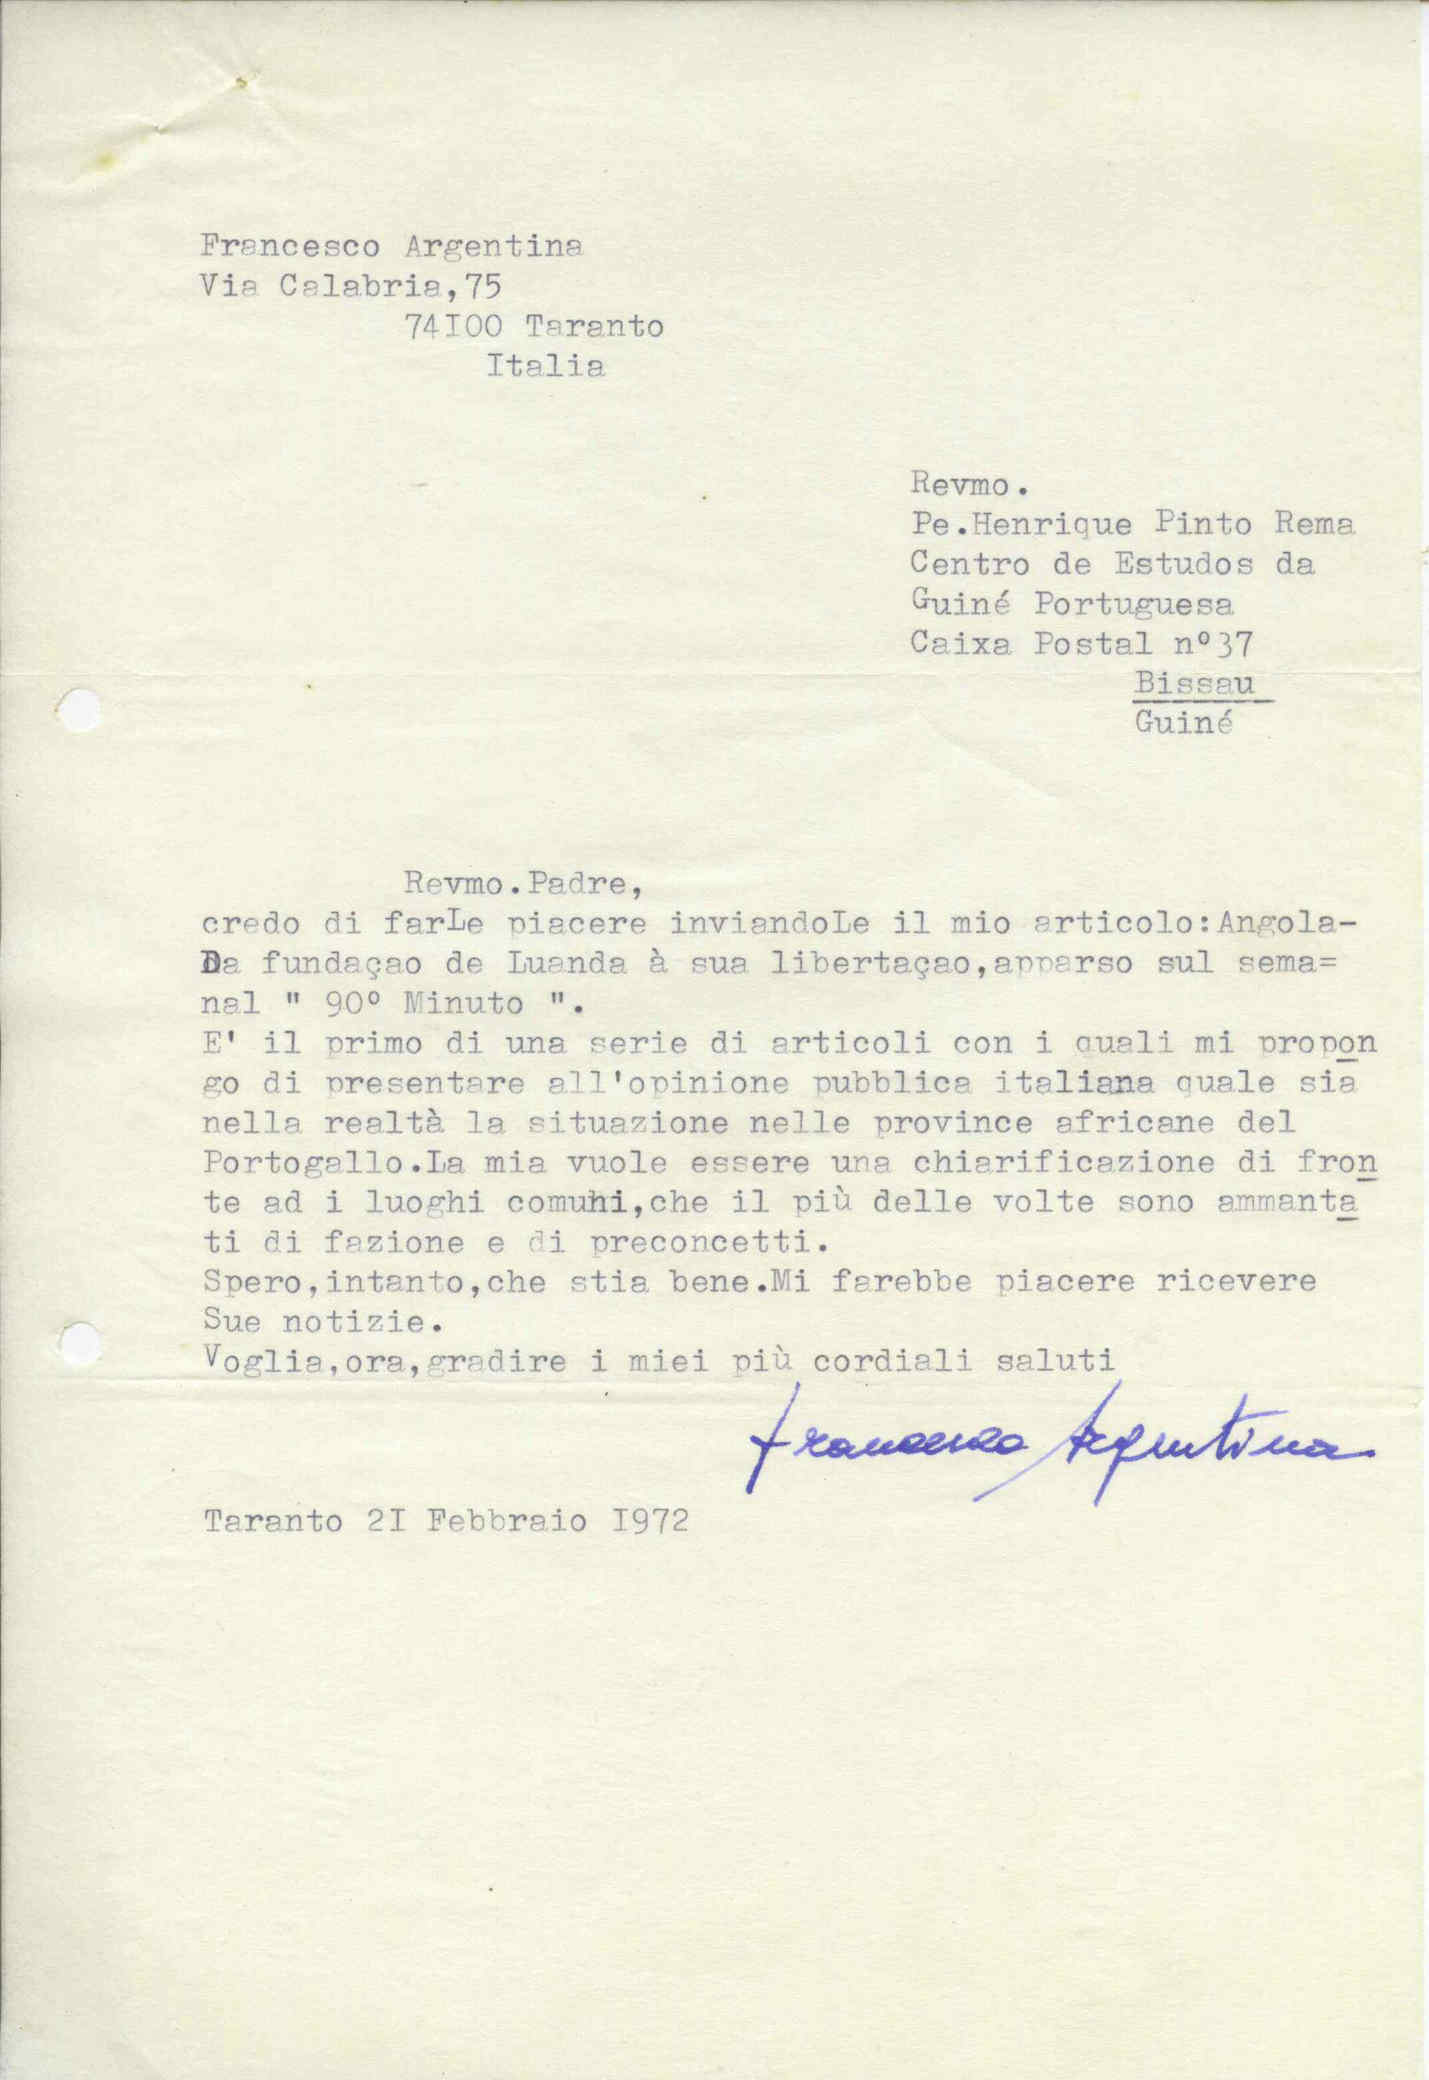 Francesco Argentina
Via Calabria,75
74I00 Taranto
Italia
Revmo.
Pe.Henrique Pinto Rema
Centro de Estudos da
Guiné Portuguesa
Caixa Postal nº37
Bissau
Guiné
Revmo.Padre,
credo di farLe piacere inviandoLe il mio articolo:Angola-
Da fundaçao de Luanda à sua libertaçao,apparso sul sema=
nal " 90º Minuto ".
E' il primo di una serie di articoli con i quali mi propon
go di presentare all'opinione pubblica italiana quale sia
nella realtà la situazione nelle province africane del
Portogallo.La mia vuole essere una chiarificazione di fron
te ad i luoghi comuni,che il più delle volte sono ammanta
ti di fazione e di preconcetti.
Spero,intanto,che stia bene.Mi farebbe piacere ricevere
Sue notizie.
Voglia,ora,gradire i miei più cordiali saluti
Francesco Argentina
Taranto 2I Febbraio I972